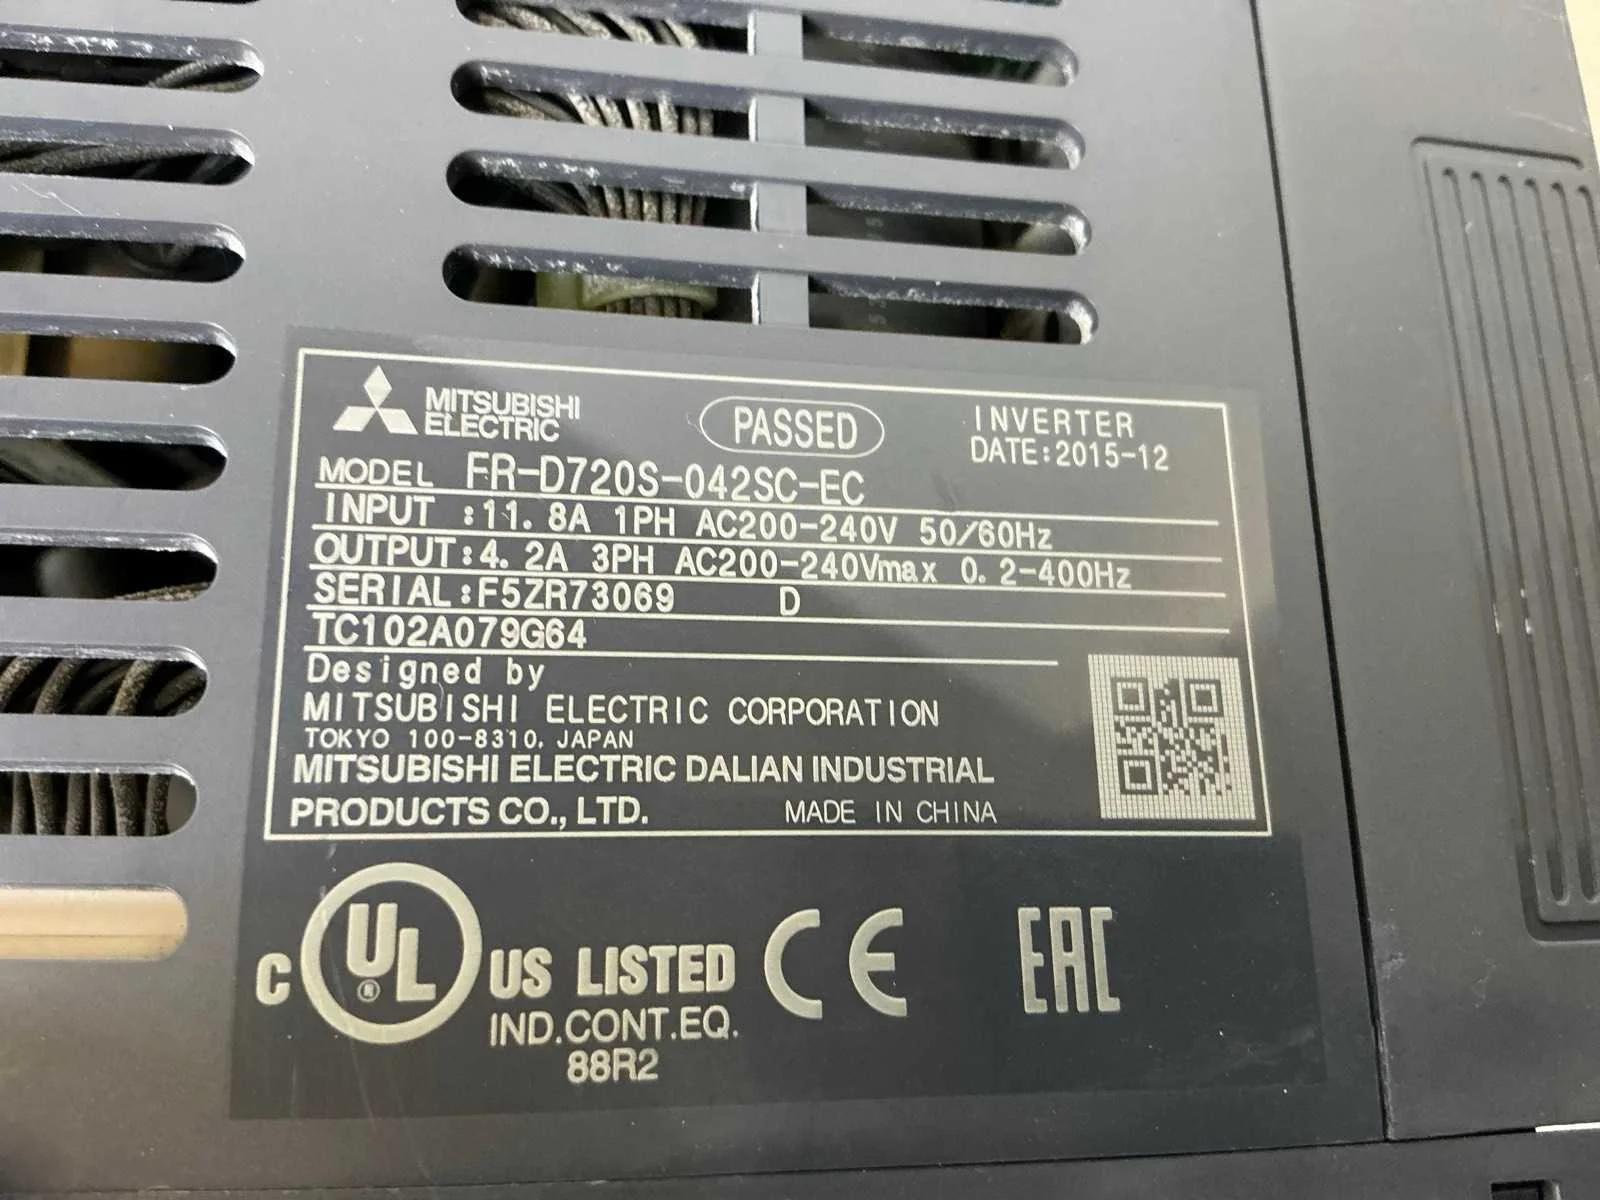 MITSUBISHI
ELECTRIC
PASSED
INVERTER
DATE:2015-12
MODEL FR-D720S-042SC-EC
INPUT :11.8A 1PH AC200-240V 50/60Hz
OUTPUT:4.2A 3PH AC200-240Vmax 0.2-400Hz
SERIAL:F5ZR73069 D
TC102A079G64
Designed by
MITSUBISHI ELECTRIC CORPORATION
TOKYO 100-8310, JAPAN
MITSUBISHI ELECTRIC DALIAN INDUSTRIAL
PRODUCTS CO., LTD. MADE IN CHINA
C UL ® US LISTED CE EAC
IND.CONT.EQ.
88R2